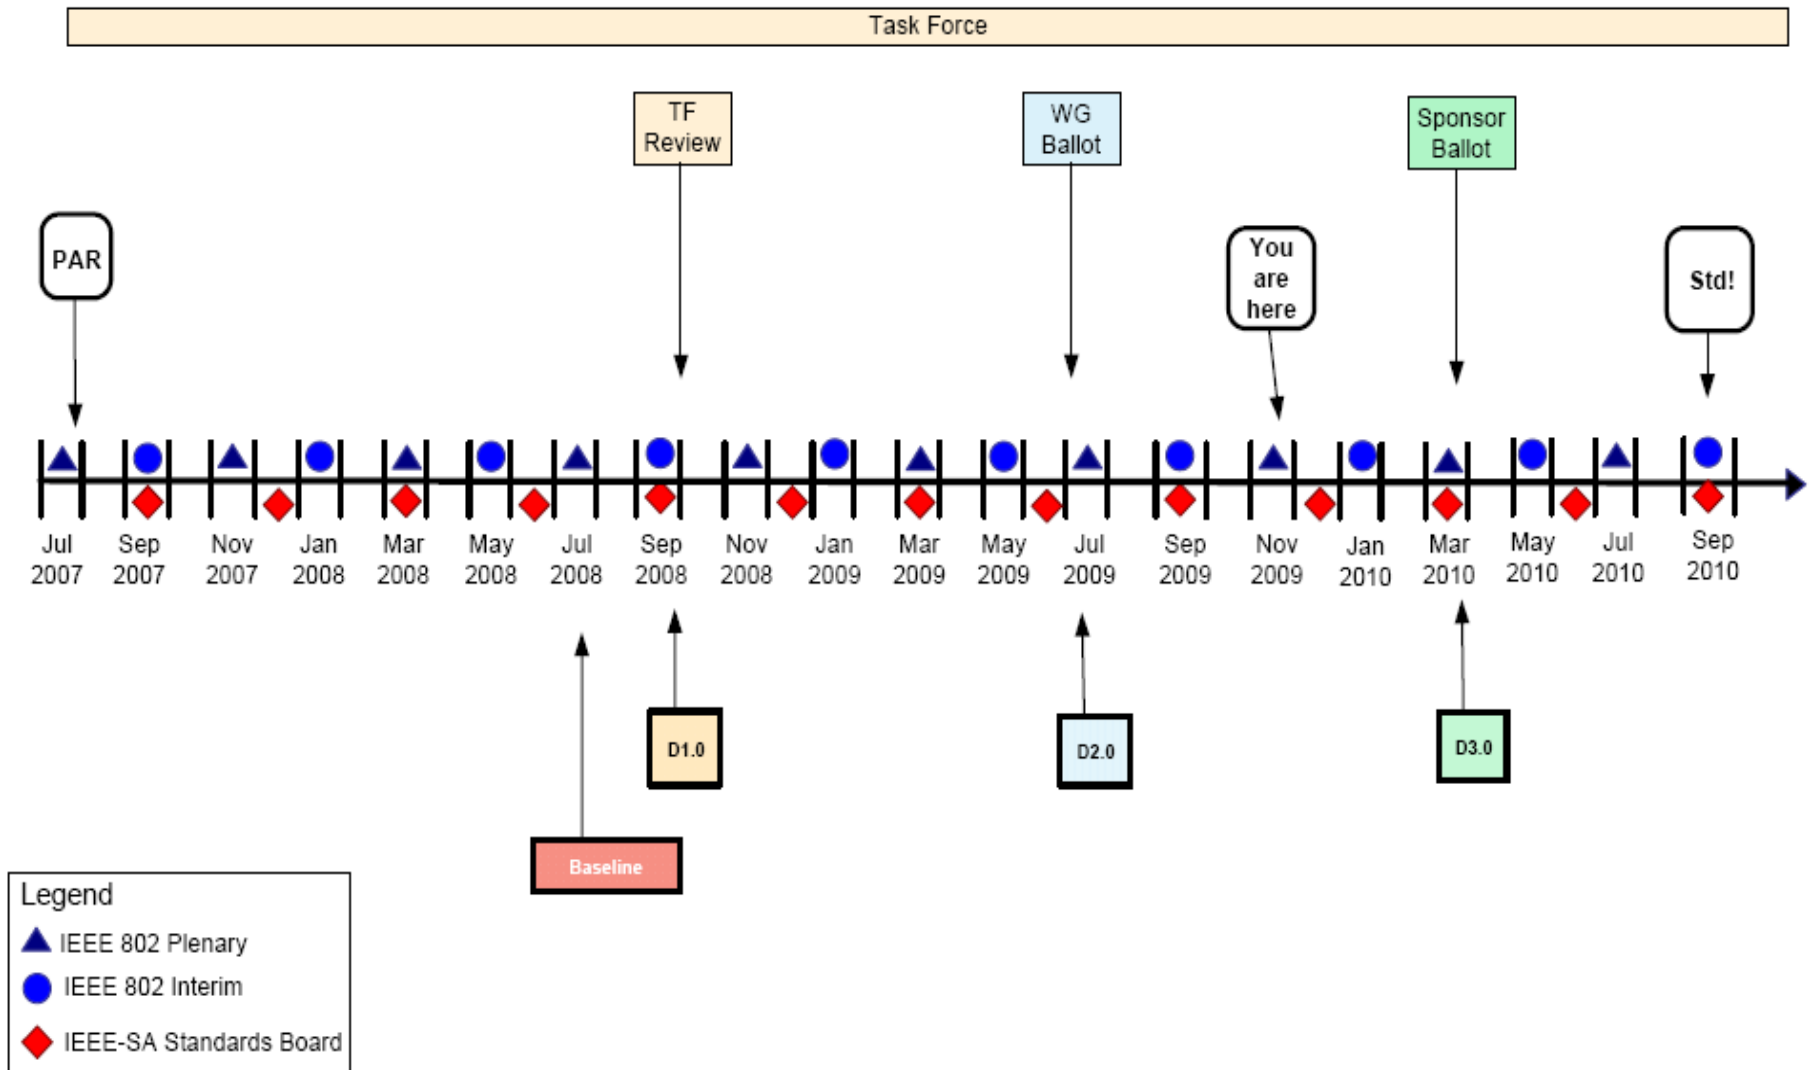 Task Force
TF
Review
WG
Ballot
Sponsor
Ballot
PAR
You
are
here
Std!
Jul
2007
Sep
2007
Nov
2007
Jan
2008
Mar
2008
May
2008
Jul
2008
Sep
2008
Nov
2008
Jan
2009
Mar
2009
May
2009
Jul
2009
Sep
2009
Nov
2009
Jan
2010
Mar
2010
May
2010
Jul
2010
Sep
2010
D1.0
D2.0
D3.0
Baseline
Legend
IEEE 802 Plenary
IEEE 802 Interim
IEEE-SA Standards Board